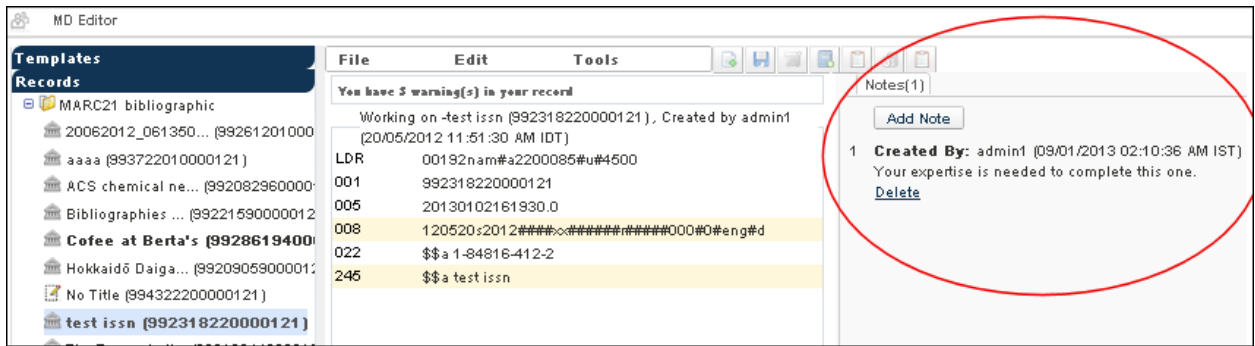 MD Editor
Templates
Records
MARC21 bibliographic
20062012_061350... (99261201000
aaaa (993722010000121)
ACS chemical ne... (992082960000
Bibliographies ... (99221590000012
Cofee at Berta's (99286194000
Hokkaidō Daiga... (99209059000012
No Title (994322200000121)
test issn (992318220000121)
File Edit Tools
You have 3 warning(s) in your record
Working on -test issn (992318220000121), Created by admin1
(20/05/2012 11:51:30 AM IDT)
LDR 00192nam#a2200085#u#4500
001 992318220000121
005 20130102161930.0
008 120520s2012####xx######r#####000#0#eng#d
022 $$a 1-84816-412-2
245 $$a test issn
Notes(1)
Add Note
1 Created By: admin1 (09/01/2013 02:10:36 AM IST)
Your expertise is needed to complete this one.
Delete